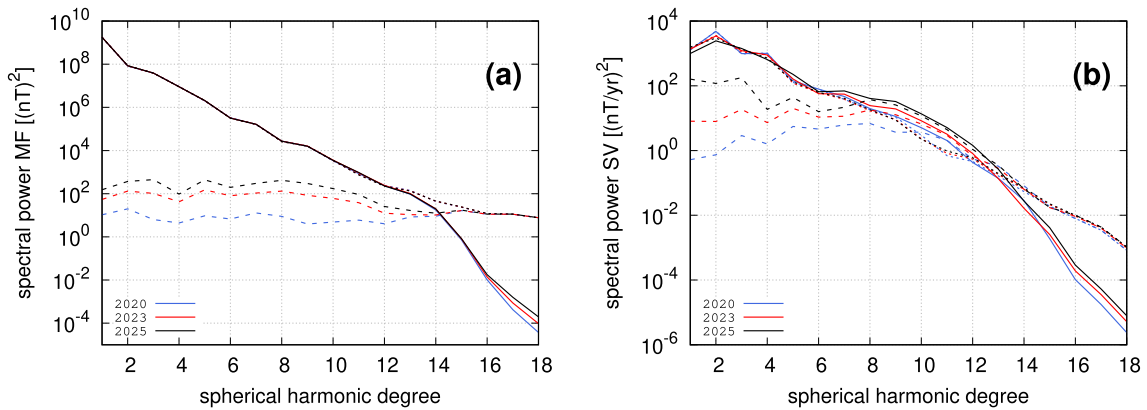 10^10
10^8
10^6
10^4
10^2
10^0
10^-2
10^-4
spectral power MF [(nT)^2]
(a)
2020
2023
2025
2 4 6 8 10 12 14 16 18
spherical harmonic degree
10^4
10^2
10^0
10^-2
10^-4
10^-6
spectral power SV [(nT/yr)^2]
(b)
2020
2023
2025
2 4 6 8 10 12 14 16 18
spherical harmonic degree